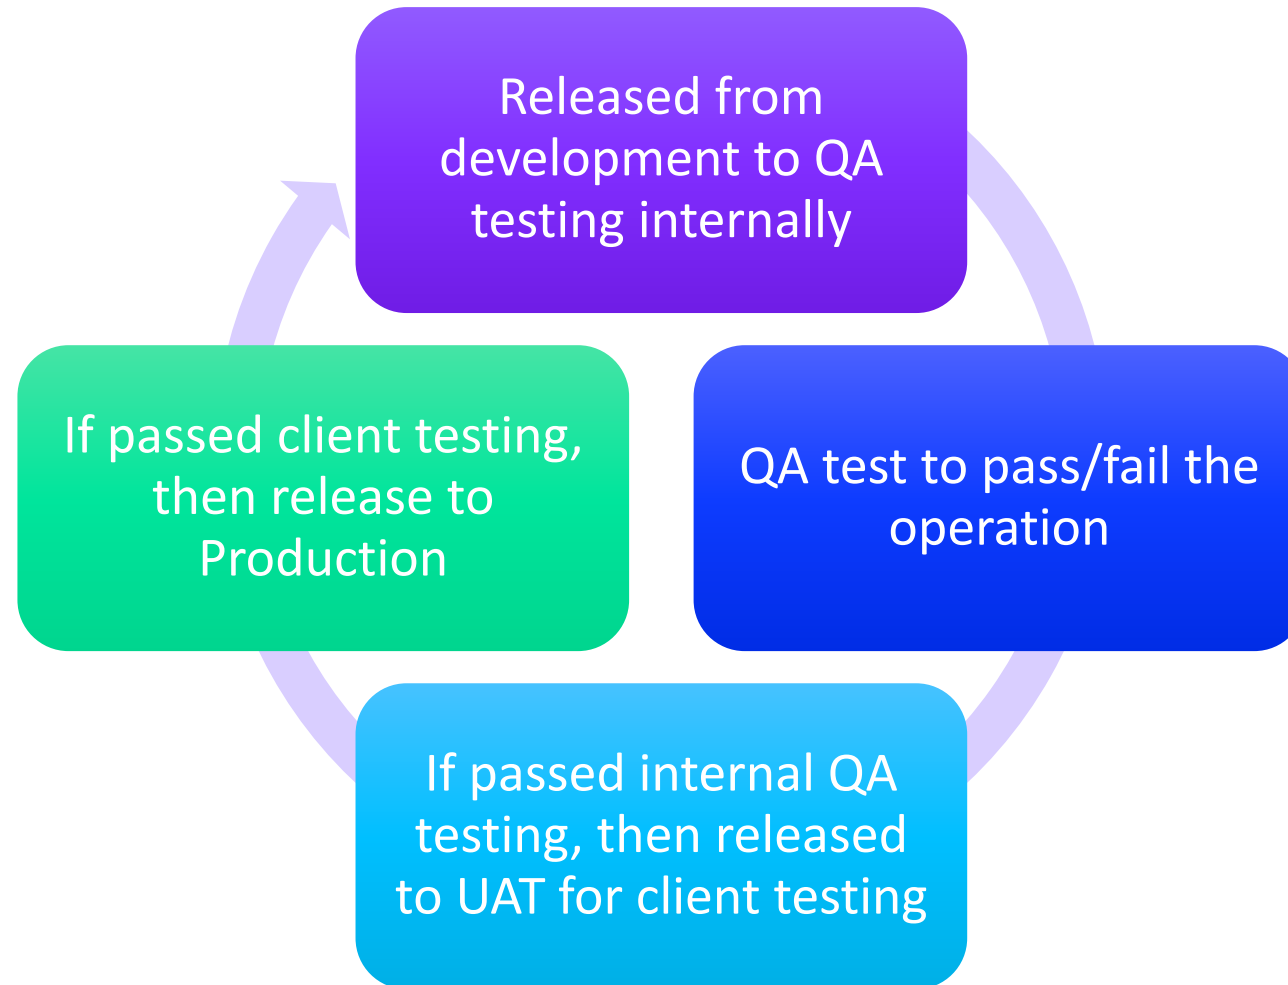 Released from
development to QA
testing internally
QA test to pass/fail the
operation
If passed internal QA
testing, then released
to UAT for client testing
If passed client testing,
then release to
Production